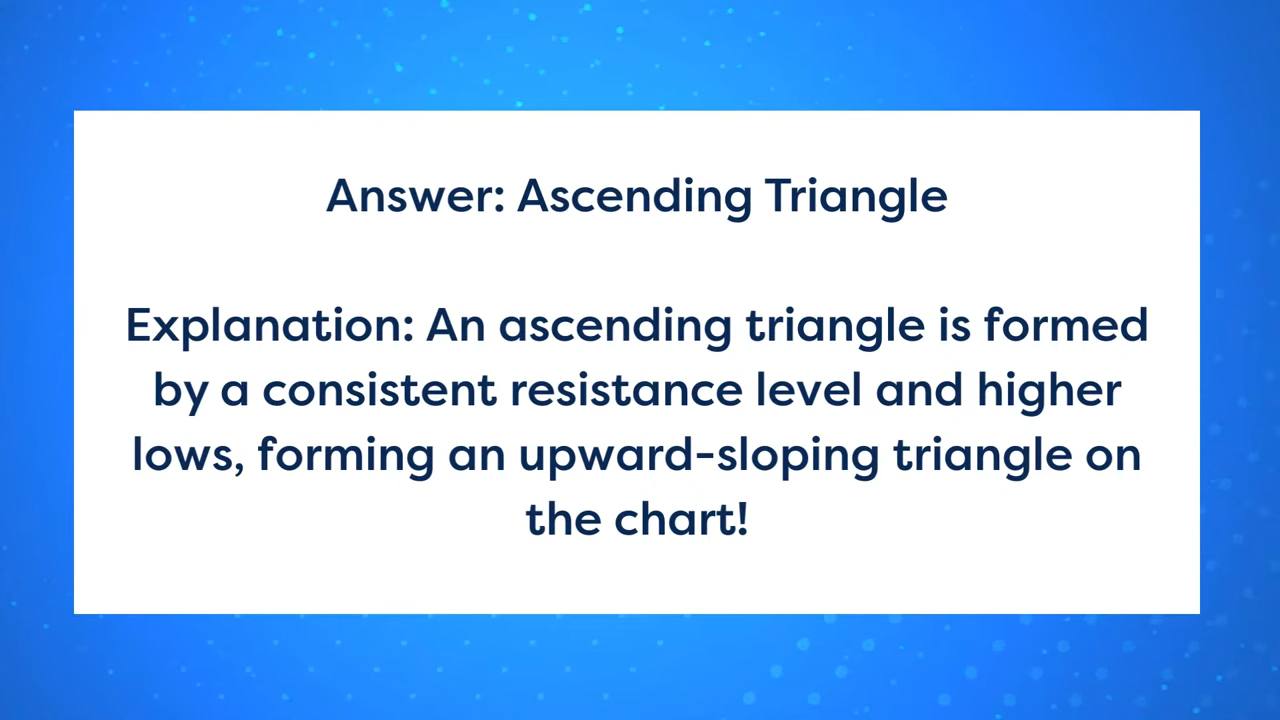 Answer: Ascending Triangle
Explanation: An ascending triangle is formed
by a consistent resistance level and higher
lows, forming an upward-sloping triangle on
the chart!